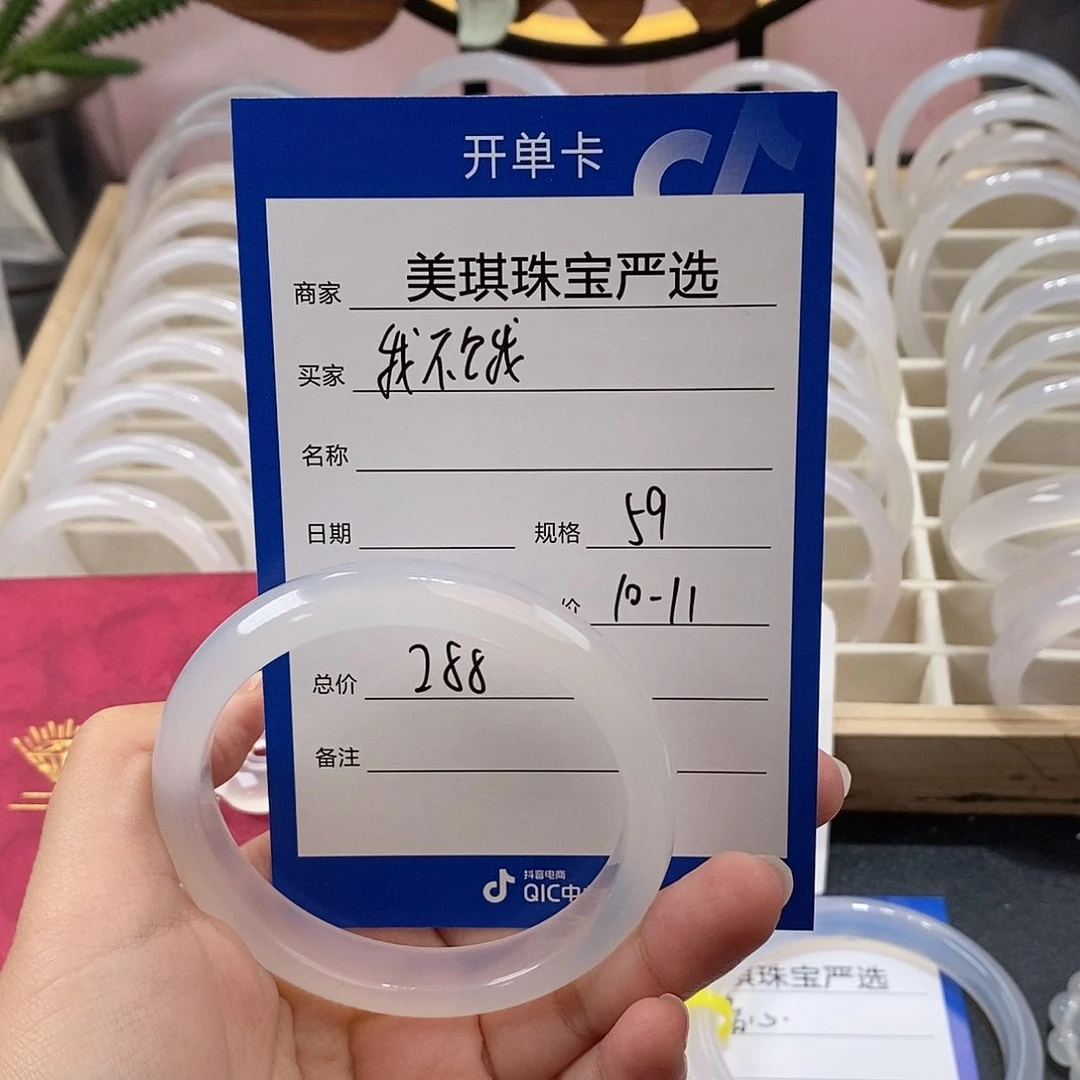 开单卡
商家 美琪珠宝严选
买家 我不饿
名称
日期 规格 59
价 10-11
总价 288
备注
抖音电商
QIC中
珠宝严选